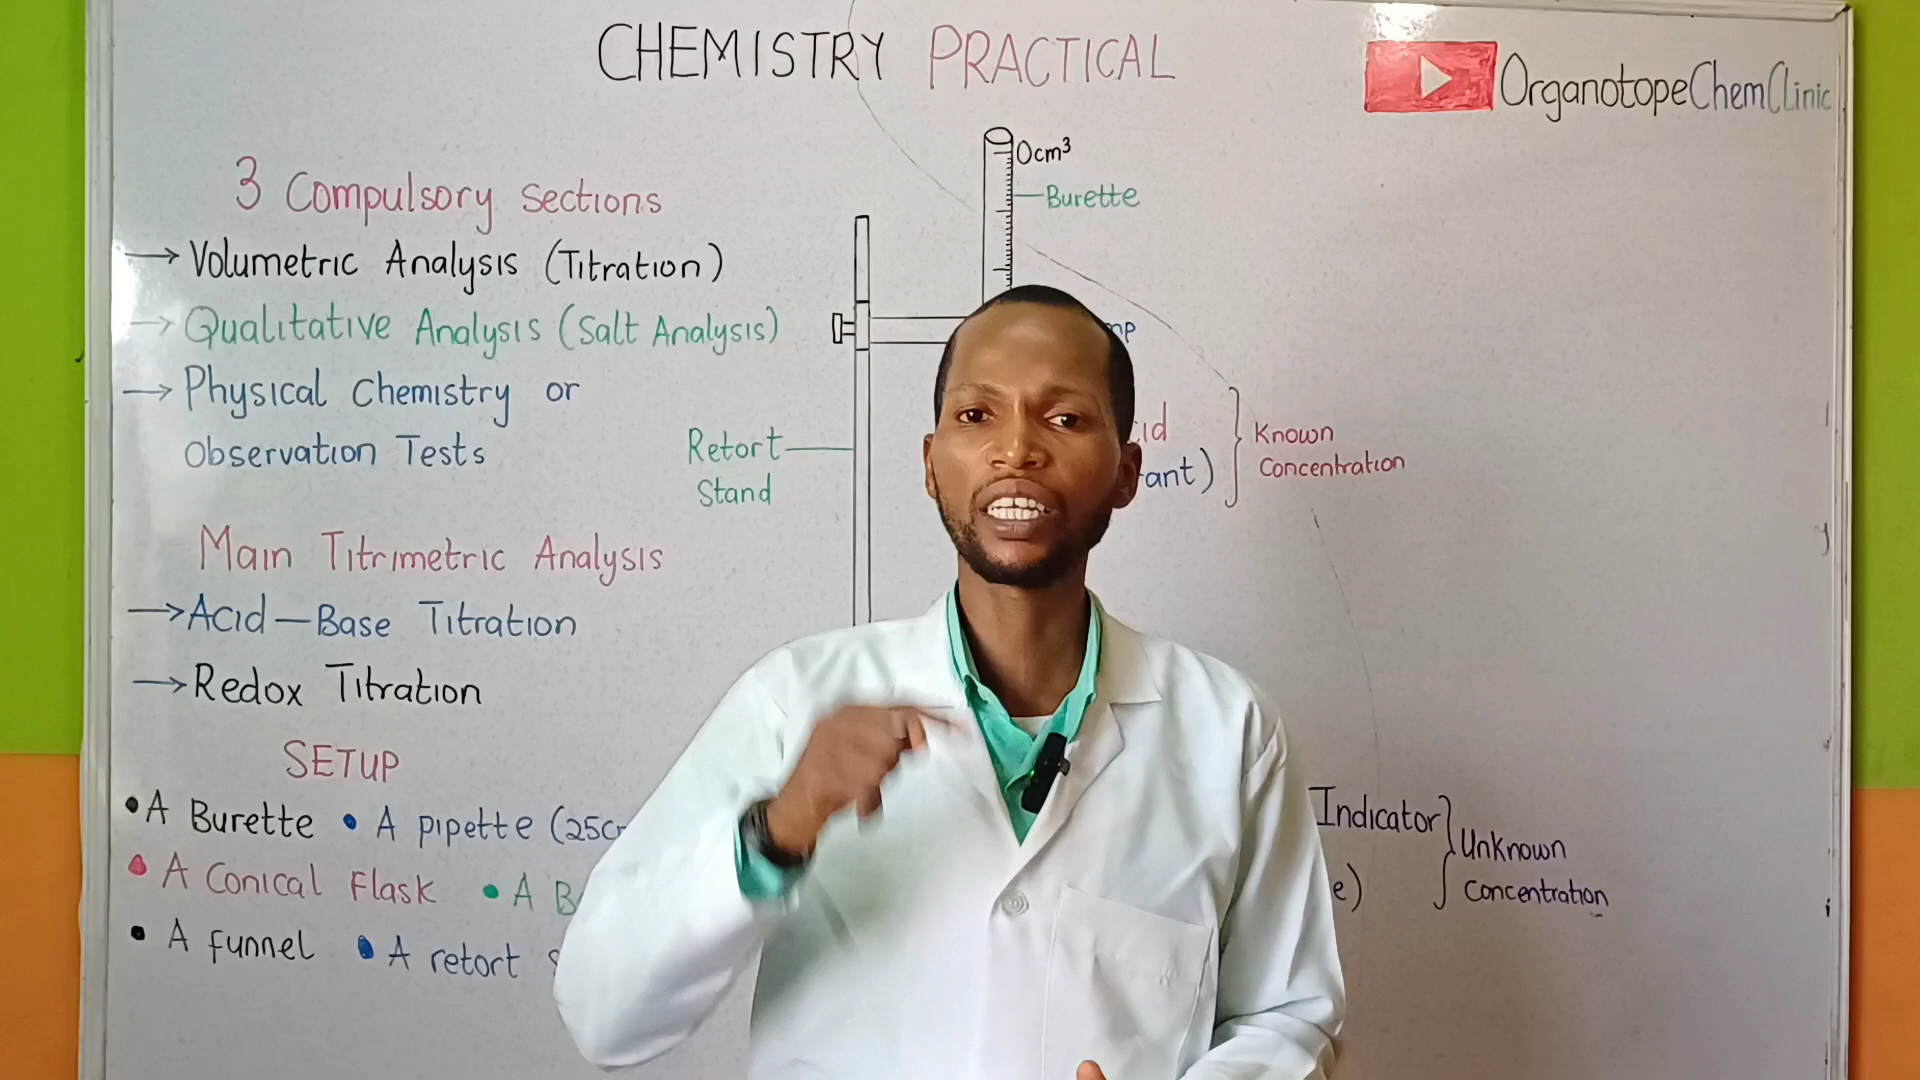 CHEMISTRY PRACTICAL
OrganotopeChemClinic
3 Compulsory Sections
→ Volumetric Analysis (Titration)
→ Qualitative Analysis (Salt Analysis)
→ Physical Chemistry or
Observation Tests
Main Titrimetric Analysis
→ Acid—Base Titration
→ Redox Titration
SETUP
• A Burette • A pipette (25c
• A Conical Flask • A B
• A funnel • A retort
0cm³
Burette
Retort
Stand
ant)
Known
Concentration
Indicator
e)
Unknown
Concentration